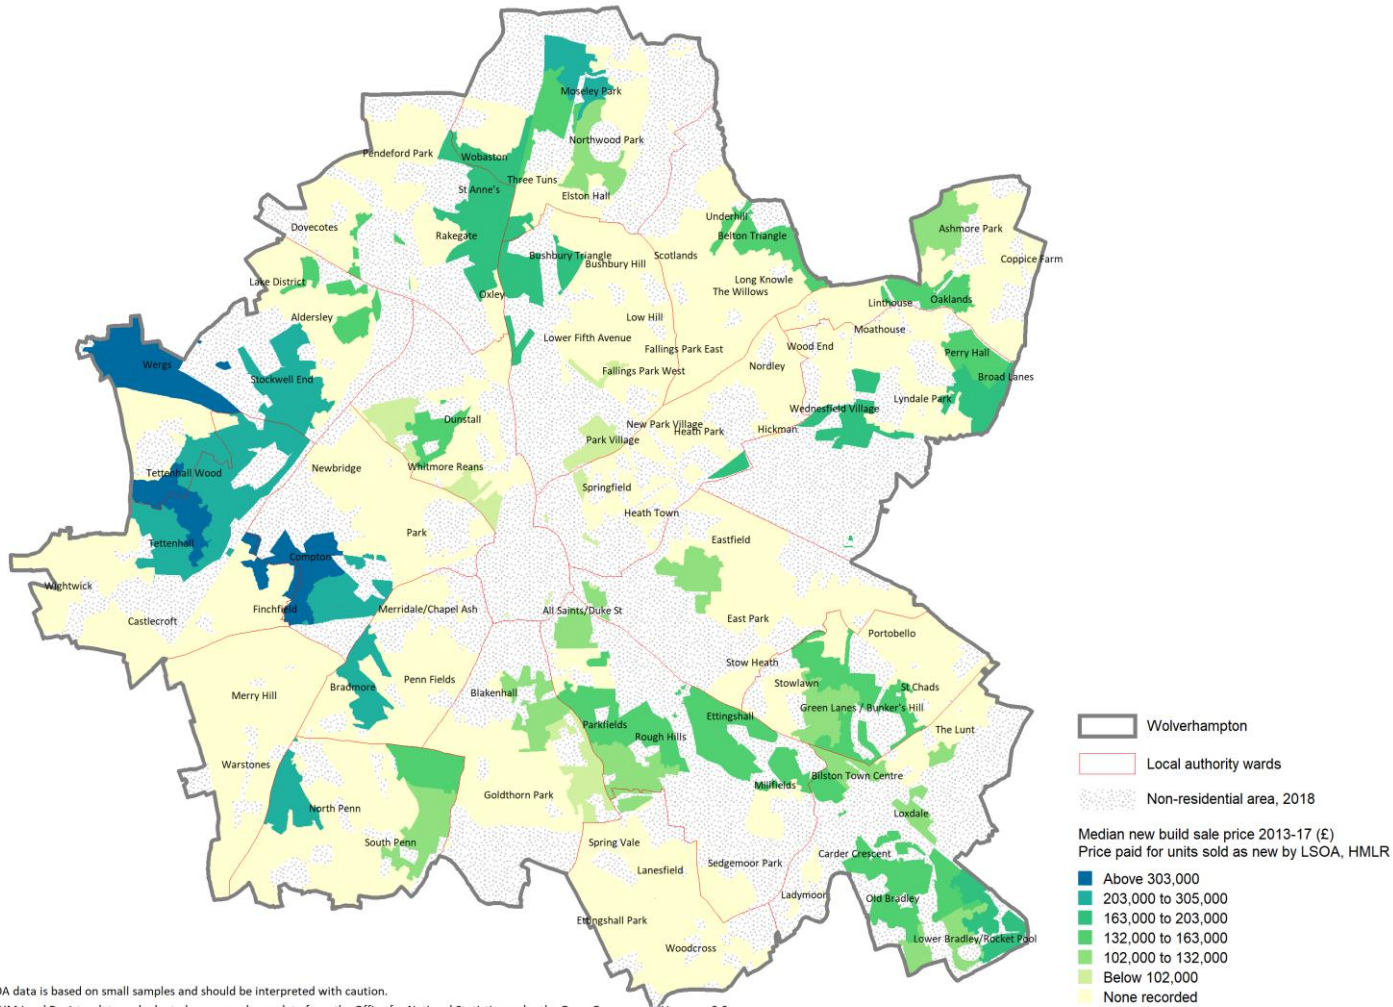 Moseley Park
Northwood Park
Pendeford Park
Wobaston
Three Tuns
St Anne's
Elston Hall
Underhill
Ashmore Park
Dovecotes
Rakegate
Belton Triangle
Bushbury Triangle
Scotlands
Coppice Farm
Bushbury Hill
Lake District
Long Knowle
Oxley
The Willows
Linthouse
Oaklands
Aldersley
Low Hill
Moathouse
Lower Fifth Avenue
Wood End
Fallings Park East
Perry Hall
Wergs
Nordley
Stockwell End
Fallings Park West
Broad Lanes
Lyndale Park
Wednesfield Village
Dunstall
New Park Village
Heath Park
Hickman
Park Village
Newbridge
Whitmore Reans
Tettenhall Wood
Springfield
Heath Town
Park
Eastfield
Tettenhall
Compton
Wightwick
Finchfield
Merridale/Chapel Ash
All Saints/Duke St
Castlecroft
East Park
Portobello
Stow Heath
Penn Fields
Stowlawn
St Chads
Bradmore
Merry Hill
Blakenhall
Green Lanes / Bunker's Hill
Ettingshall
Parkfields
The Lunt
Rough Hills
Warstones
Bilston Town Centre
Millfields
Goldthorn Park
North Penn
Loxdale
South Penn
Spring Vale
Carder Crescent
Sedgemoor Park
Lanesfield
Ladymoor
Old Bradley
Ettingshall Park
Lower Bradley/Rocket Pool
Woodcross
Wolverhampton
Local authority wards
Non-residential area, 2018
Median new build sale price 2013-17 (£)
Price paid for units sold as new by LSOA, HMLR
Above 303,000
203,000 to 305,000
163,000 to 203,000
132,000 to 163,000
102,000 to 132,000
Below 102,000
None recorded
OA data is based on small samples and should be interpreted with caution.